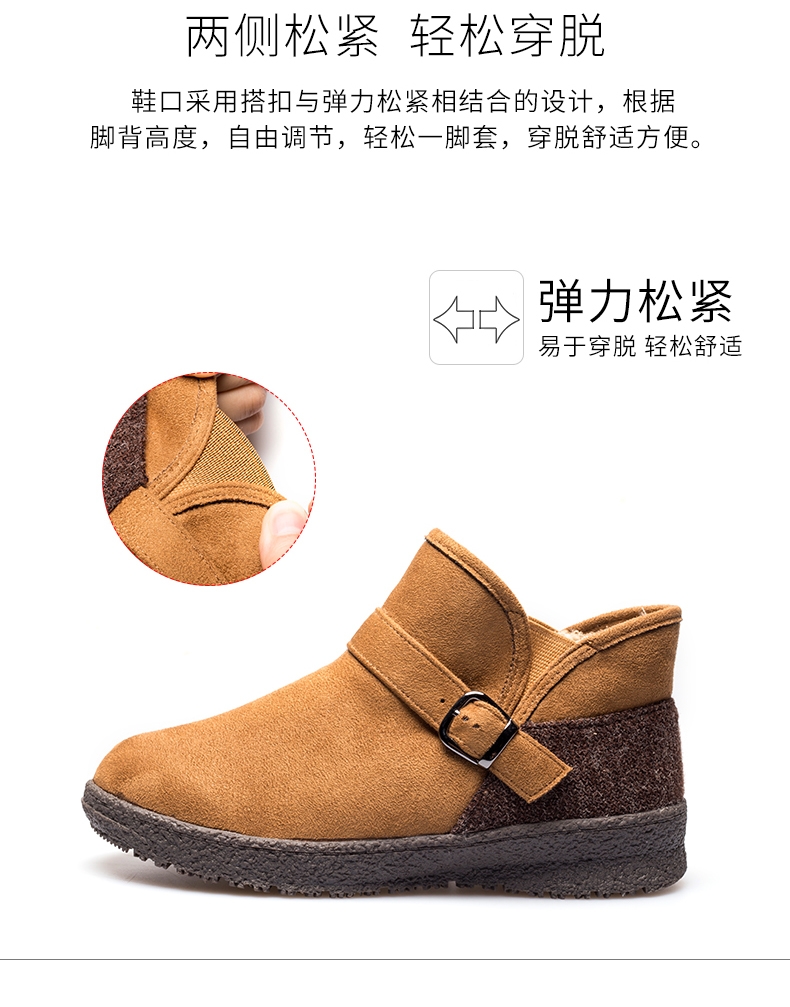 两侧松紧 轻松穿脱
鞋口采用搭扣与弹力松紧相结合的设计，根据
脚背高度，自由调节，轻松一脚套，穿脱舒适方便。
弹力松紧
易于穿脱 轻松舒适